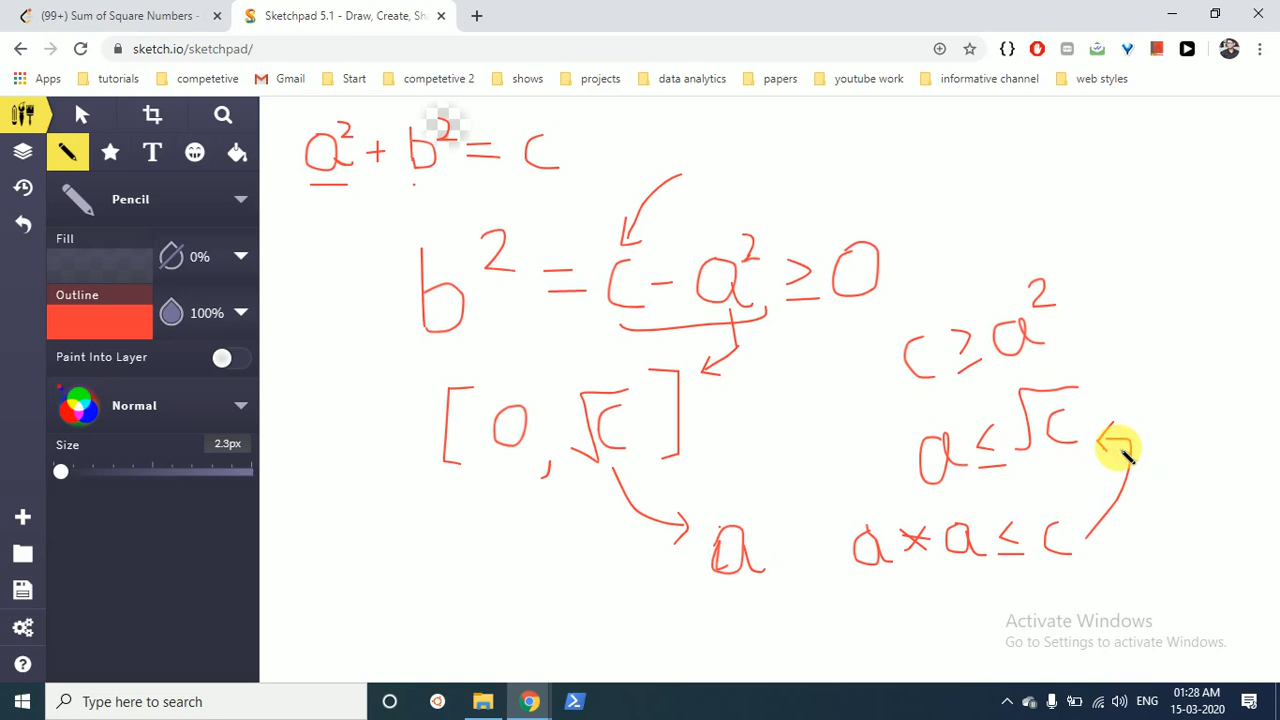 (99+) Sum of Square Numbers -
Sketchpad 5.1 - Draw, Create, Sha
sketch.io/sketchpad/
Apps tutorials competetive Gmail Start competetive 2 shows projects data analytics papers youtube work informative channel web styles
a² + b² = c
Pencil
b² = c - a² ≥ 0
Fill
0%
Outline
100%
c ≥ a²
Paint Into Layer
Normal
[0, √c]
a ≤ √c
Size
2.3px
a
a * a ≤ c
Activate Windows
Go to Settings to activate Windows.
Type here to search
ENG
01:28 AM
15-03-2020